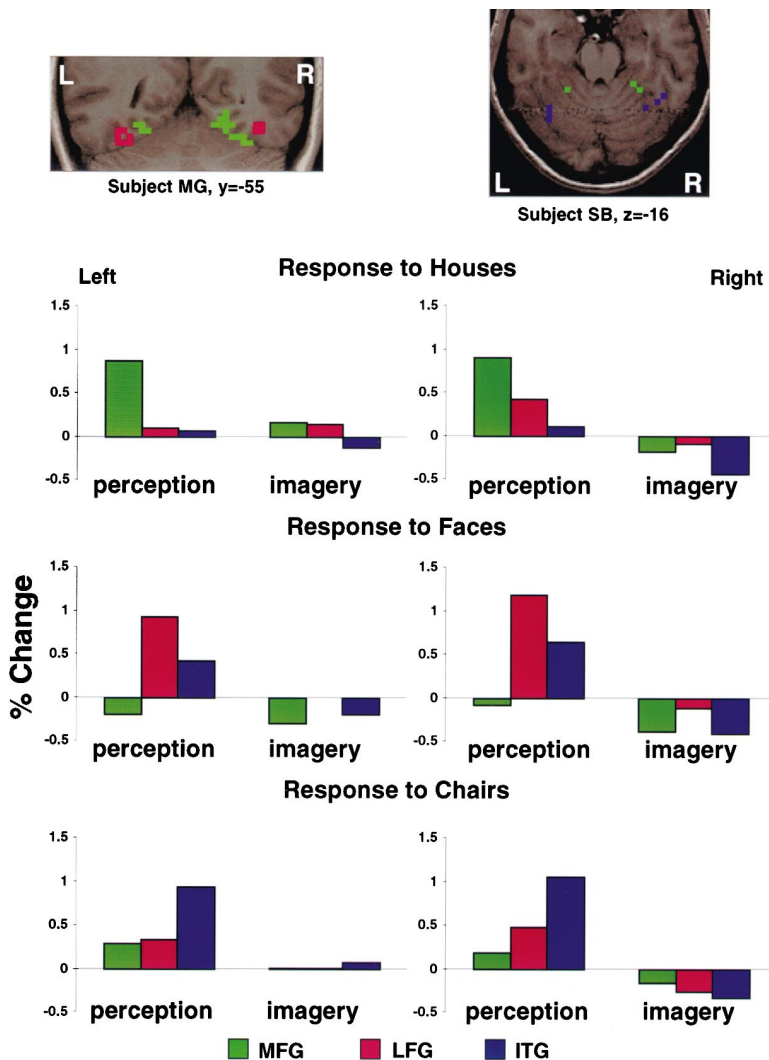 L R
Subject MG, y=-55
L R
Subject SB, z=-16
Response to Houses
Left
Right
1.5
1
0.5
0
-0.5
perception imagery
1.5
1
0.5
0
-0.5
perception imagery
Response to Faces
% Change
1.5
1
0.5
0
-0.5
perception imagery
1.5
1
0.5
0
-0.5
perception imagery
Response to Chairs
1.5
1
0.5
0
-0.5
perception imagery
1.5
1
0.5
0
-0.5
perception imagery
MFG LFG ITG